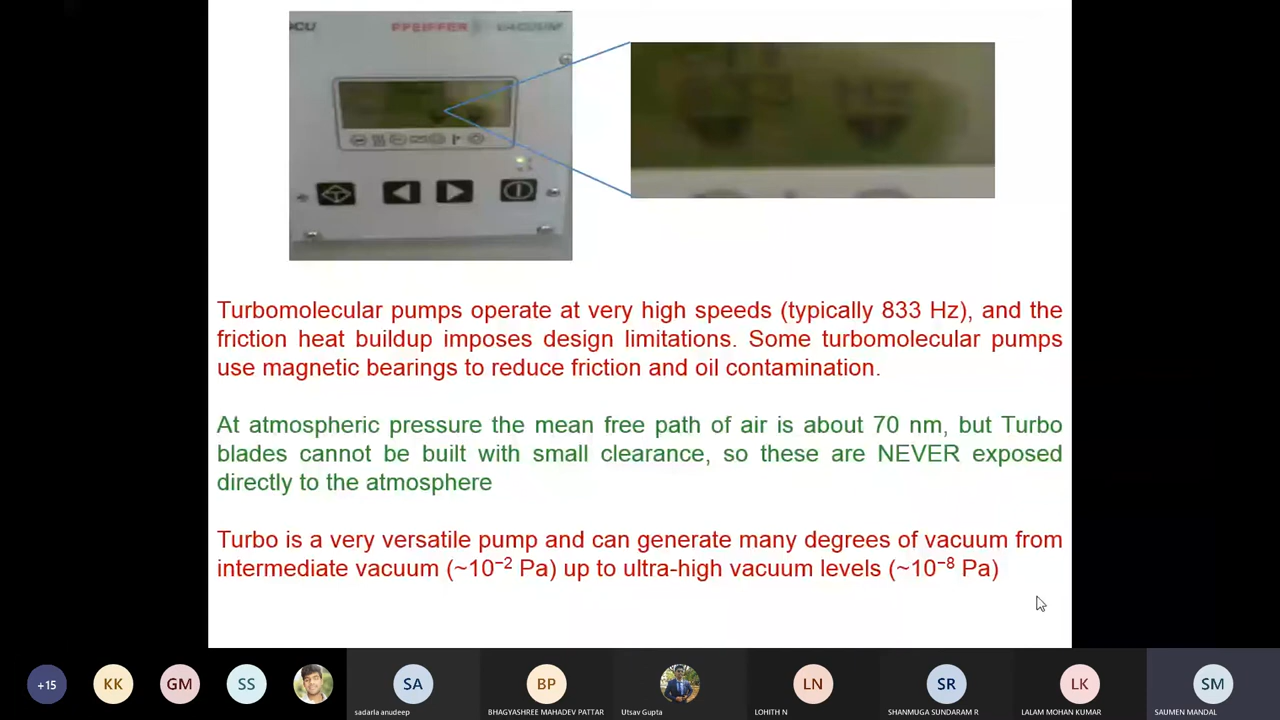 DCU
PFEIFFER VACUUM
833 Hz
Turbomolecular pumps operate at very high speeds (typically 833 Hz), and the
friction heat buildup imposes design limitations. Some turbomolecular pumps
use magnetic bearings to reduce friction and oil contamination.
At atmospheric pressure the mean free path of air is about 70 nm, but Turbo
blades cannot be built with small clearance, so these are NEVER exposed
directly to the atmosphere
Turbo is a very versatile pump and can generate many degrees of vacuum from
intermediate vacuum (~10⁻² Pa) up to ultra-high vacuum levels (~10⁻⁸ Pa)
+15
KK
GM
SS
SA
BP
LN
SR
LK
SM
sadarla anudeep
BHAGYASHREE MAHADEV PATTAR
Utsav Gupta
LOHITH N
SHANMUGA SUNDARAM R
LALAM MOHAN KUMAR
SAUMEN MANDAL